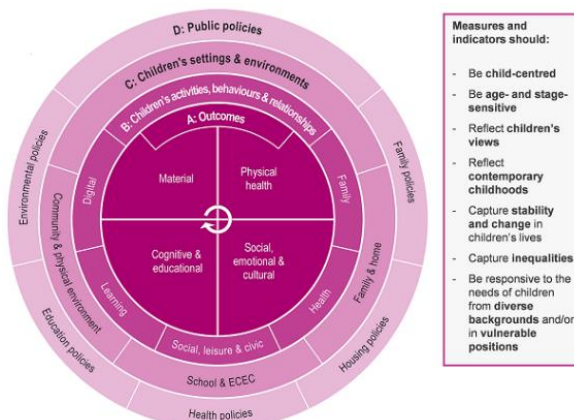 D: Public policies
C: Children's settings & environments
B: Children's activities, behaviours & relationships
A: Outcomes
Material
Physical
health
Cognitive &
educational
Social,
emotional &
cultural
Digital
Family
Learning
Health
Social, leisure & civic
Community & physical environment
Family & home
School & ECEC
Environmental policies
Family policies
Education policies
Housing policies
Health policies
Measures and
indicators should:
- Be child-centred
- Be age- and stage-
sensitive
- Reflect children's
views
- Reflect
contemporary
childhoods
- Capture stability
and change in
children's lives
- Capture inequalities
- Be responsive to the
needs of children
from diverse
backgrounds and/or
in vulnerable
positions